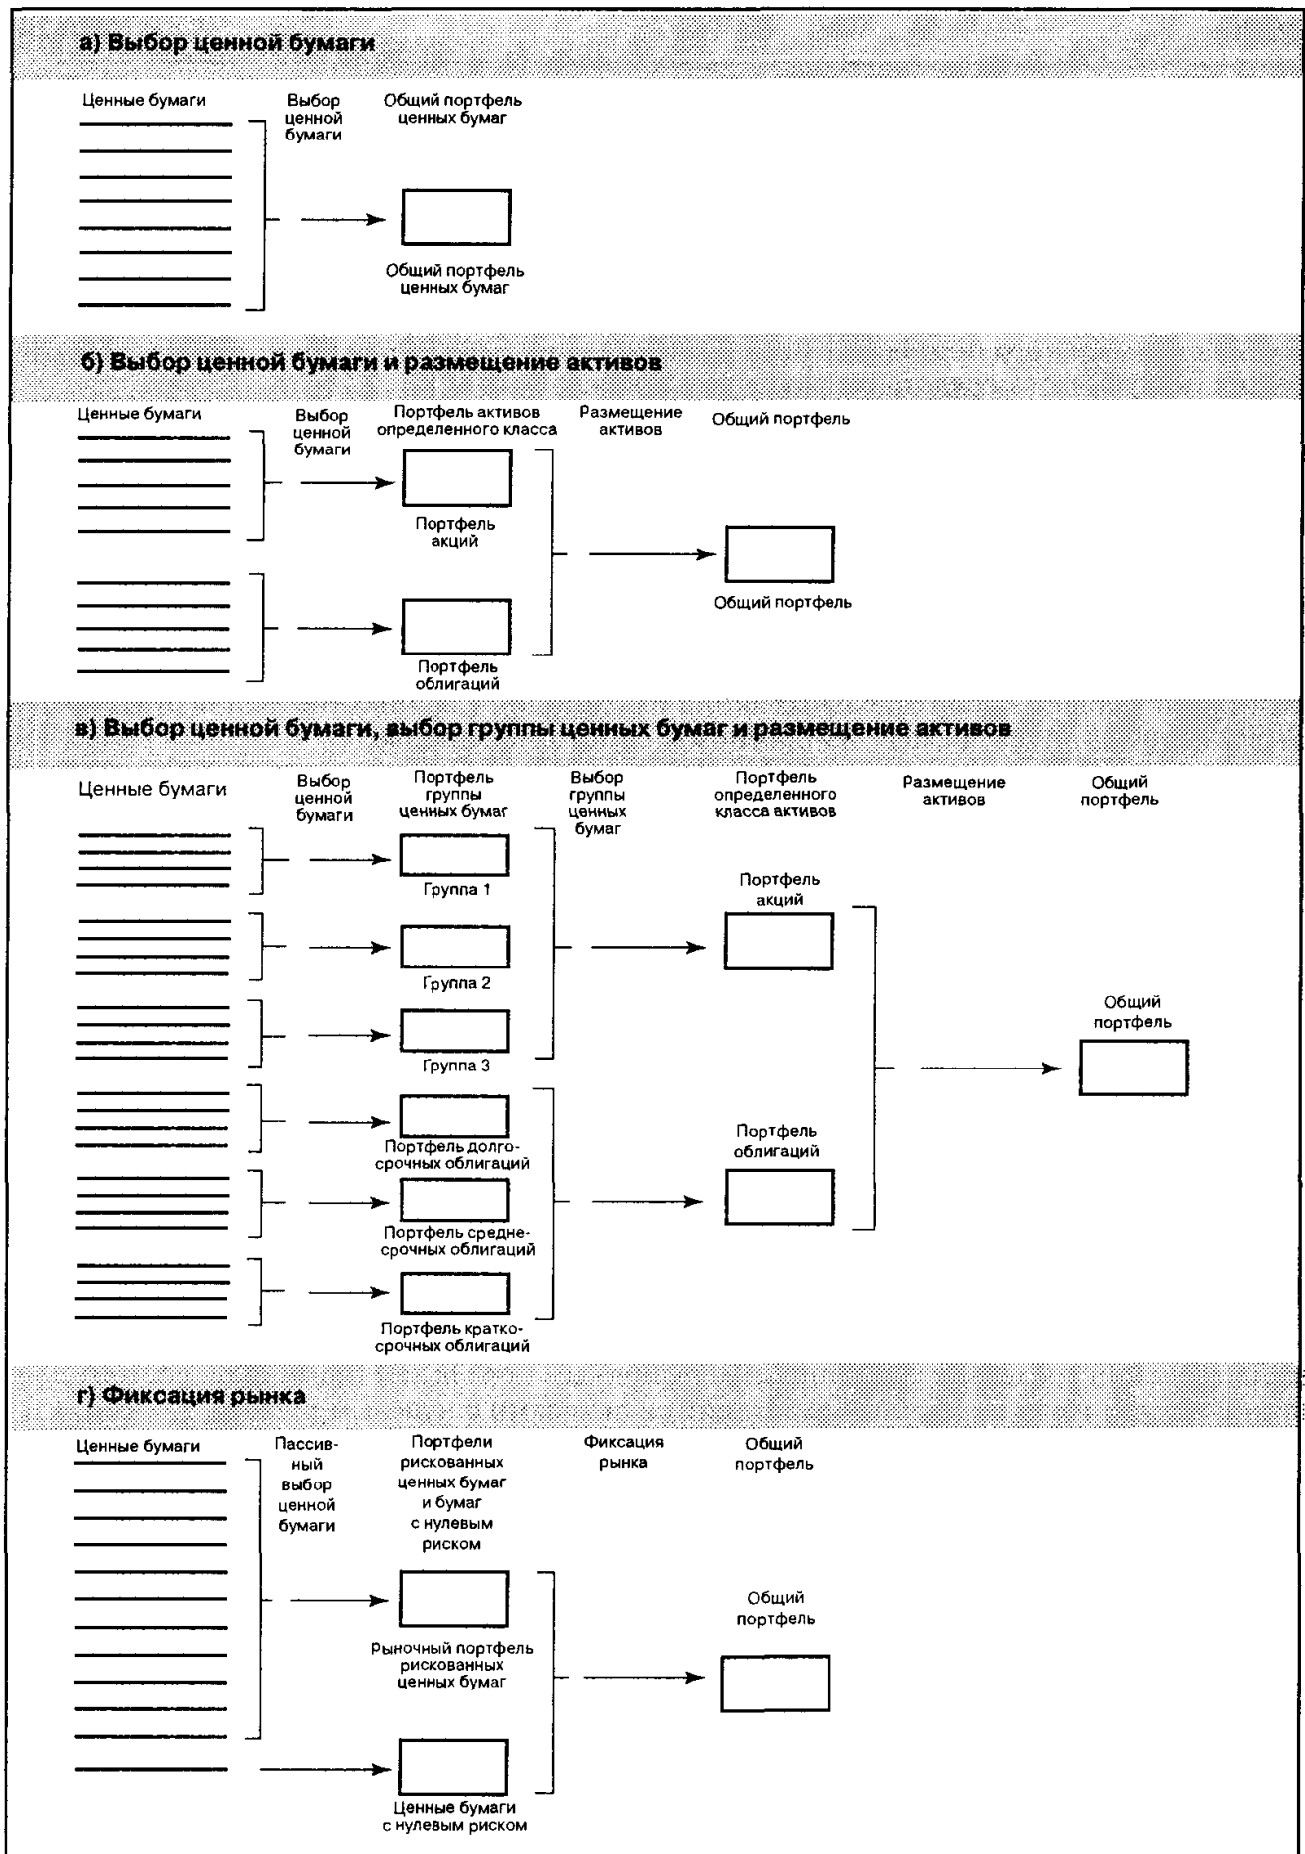 а) Выбор ценной бумаги
Ценные бумаги
Выбор
ценной
бумаги
Общий портфель
ценных бумаг
Общий портфель
ценных бумаг
б) Выбор ценной бумаги и размещение активов
Ценные бумаги
Выбор
ценной
бумаги
Портфель активов
определенного класса
Размещение
активов
Общий портфель
Портфель
акций
Общий портфель
Портфель
облигаций
в) Выбор ценной бумаги, выбор группы ценных бумаг и размещение активов
Ценные бумаги
Выбор
ценной
бумаги
Портфель
группы
ценных бумаг
Выбор
группы
ценных
бумаг
Портфель
определенного
класса активов
Размещение
активов
Общий
портфель
Группа 1
Портфель
акций
Группа 2
Группа 3
Общий
портфель
Портфель долго-
срочных облигаций
Портфель
облигаций
Портфель средне-
срочных облигаций
Портфель кратко-
срочных облигаций
г) Фиксация рынка
Ценные бумаги
Пассив-
ный
выбор
ценной
бумаги
Портфели
рискованных
ценных бумаг
и бумаг
с нулевым
риском
Фиксация
рынка
Общий
портфель
Общий
портфель
Рыночный портфель
рискованных
ценных бумаг
Ценные бумаги
с нулевым риском